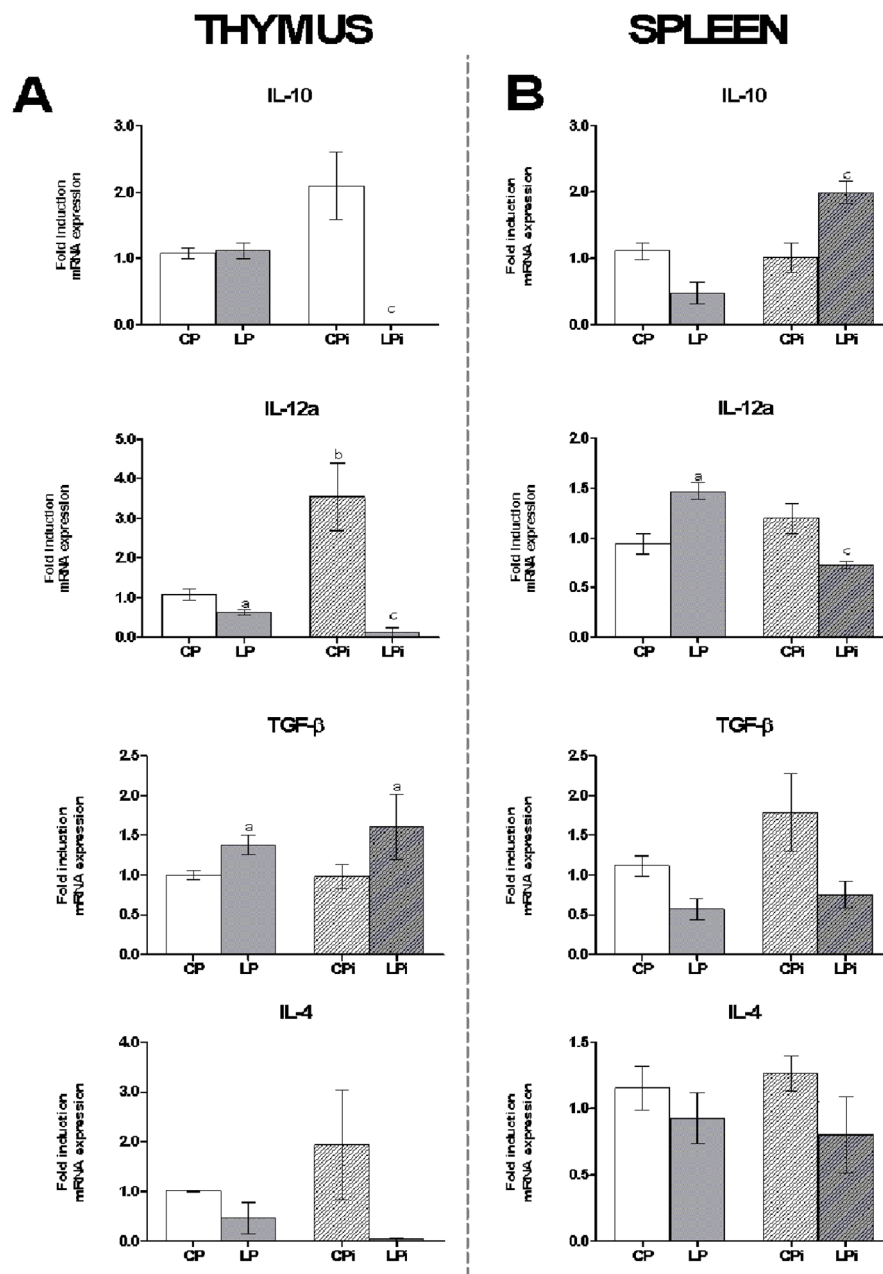 THYMUS
SPLEEN
A
IL-10
Fold Induction
mRNA expression
3.0
2.0
1.0
0.0
c
CP LP CPi LPi
IL-12a
Fold Induction
mRNA expression
5.0
4.0
3.0
2.0
1.0
0.0
a
b
c
CP LP CPi LPi
TGF-β
Fold induction
mRNA expression
2.5
2.0
1.5
1.0
0.5
0.0
a
a
CP LP CPi LPi
IL-4
Fold induction
mRNA expression
4.0
3.0
2.0
1.0
0.0
CP LP CPi LPi
B
IL-10
Fold induction
mRNA expression
3.0
2.0
1.0
0.0
c
CP LP CPi LPi
IL-12a
Fold Induction
mRNA expression
2.0
1.5
1.0
0.5
0.0
a
c
CP LP CPi LPi
TGF-β
Fold induction
mRNA expression
2.5
2.0
1.5
1.0
0.5
0.0
CP LP CPi LPi
IL-4
Fold induction
mRNA expression
1.5
1.0
0.5
0.0
CP LP CPi LPi